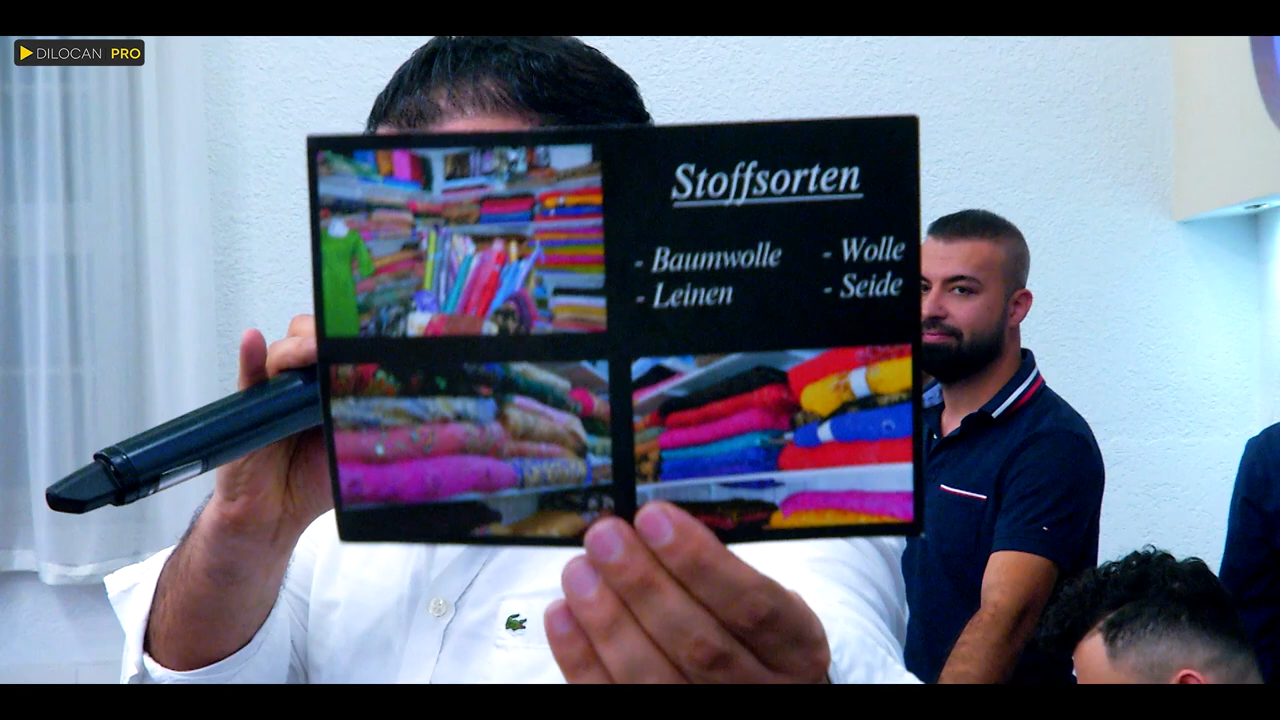 DILOCAN PRO
Stoffsorten
- Baumwolle
- Leinen
- Wolle
- Seide